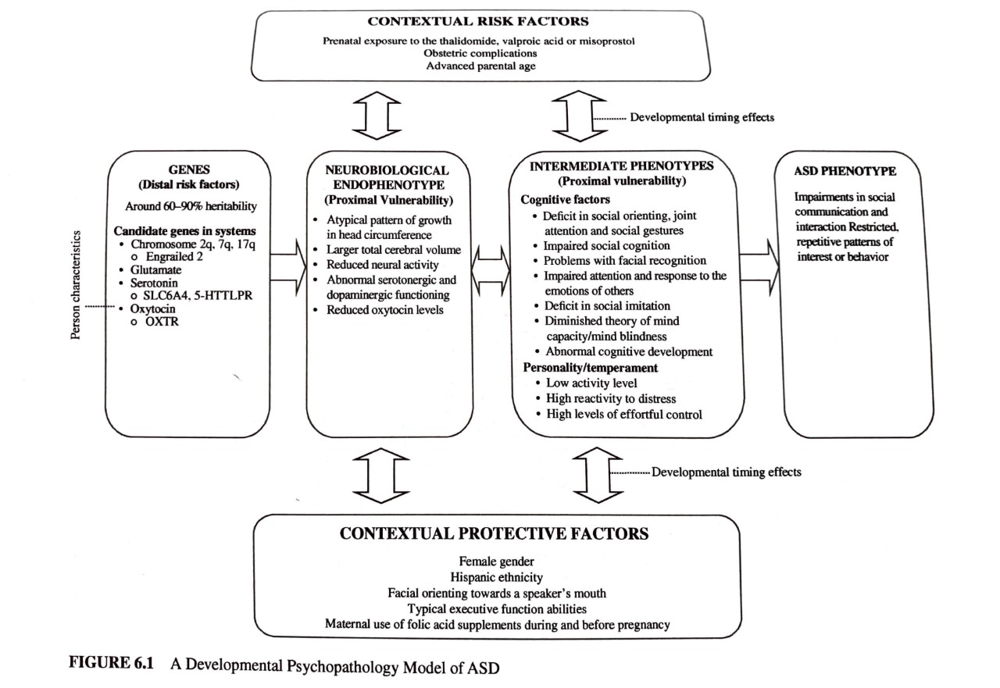 CONTEXTUAL RISK FACTORS
Prenatal exposure to the thalidomide, valproic acid or misoprostol
Obstetric complications
Advanced parental age
Developmental timing effects
Person characteristics
GENES
(Distal risk factors)
Around 60–90% heritability
Candidate genes in systems
• Chromosome 2q, 7q, 17q
o Engrailed 2
• Glutamate
• Serotonin
o SLC6A4, 5-HTTLPR
• Oxytocin
o OXTR
NEUROBIOLOGICAL
ENDOPHENOTYPE
(Proximal Vulnerability)
• Atypical pattern of growth
in head circumference
• Larger total cerebral volume
• Reduced neural activity
• Abnormal serotonergic and
dopaminergic functioning
• Reduced oxytocin levels
INTERMEDIATE PHENOTYPES
(Proximal vulnerability)
Cognitive factors
• Deficit in social orienting, joint
attention and social gestures
• Impaired social cognition
• Problems with facial recognition
• Impaired attention and response to the
emotions of others
• Deficit in social imitation
• Diminished theory of mind
capacity/mind blindness
• Abnormal cognitive development
Personality/temperament
• Low activity level
• High reactivity to distress
• High levels of effortful control
ASD PHENOTYPE
Impairments in social
communication and
interaction Restricted,
repetitive patterns of
interest or behavior
Developmental timing effects
CONTEXTUAL PROTECTIVE FACTORS
Female gender
Hispanic ethnicity
Facial orienting towards a speaker's mouth
Typical executive function abilities
Maternal use of folic acid supplements during and before pregnancy
FIGURE 6.1 A Developmental Psychopathology Model of ASD